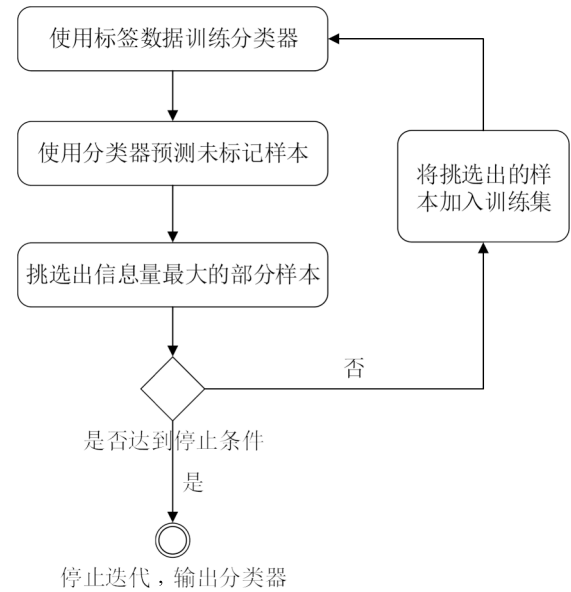 使用标签数据训练分类器
使用分类器预测未标记样本
将挑选出的样
本加入训练集
挑选出信息量最大的部分样本
否
是否达到停止条件
是
停止迭代，输出分类器